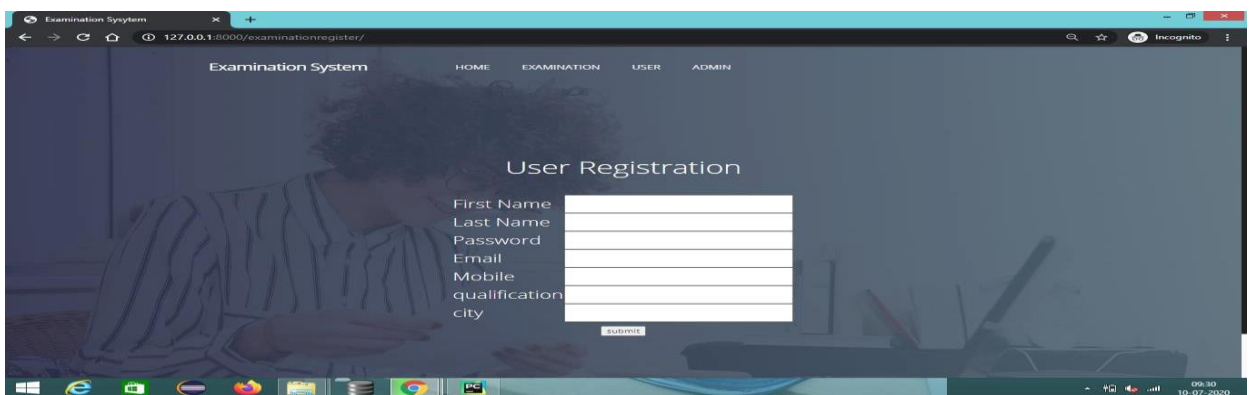 Examination Sysytem
127.0.0.1:8000/examinationregister/
Incognito
Examination System HOME EXAMINATION USER ADMIN
User Registration
First Name
Last Name
Password
Email
Mobile
qualification
city
submit
PC
09:30
10-07-2020